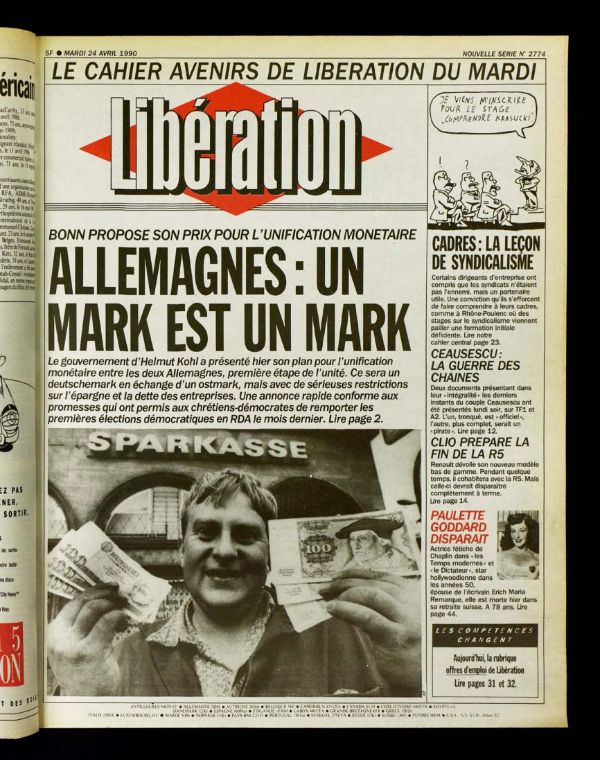 5F ● MARDI 24 AVRIL 1990
NOUVELLE SERIE N° 2774
LE CAHIER AVENIRS DE LIBERATION DU MARDI
Libération
JE VIENS M'INSCRIRE
POUR LE STAGE
"COMPRENDRE KRASUCKI"
!
?
BONN PROPOSE SON PRIX POUR L'UNIFICATION MONETAIRE
ALLEMAGNES : UN
MARK EST UN MARK
Le gouvernement d'Helmut Kohl a présenté hier son plan pour l'unification
monétaire entre les deux Allemagnes, première étape de l'unité. Ce sera un
deutschemark en échange d'un ostmark, mais avec de sérieuses restrictions
sur l'épargne et la dette des entreprises. Une annonce rapide conforme aux
promesses qui ont permis aux chrétiens-démocrates de remporter les
premières élections démocratiques en RDA le mois dernier. Lire page 2.
SPARKASSE
100
CADRES : LA LEÇON
DE SYNDICALISME
Certains dirigeants d'entreprise ont
compris que les syndicats n'étaient
pas l'ennemi, mais un partenaire
utile. Une conviction qu'ils s'efforcent
de faire comprendre à leurs cadres,
comme à Rhône-Poulenc où des
stages sur le syndicalisme viennent
pallier une formation initiale
déficiente. Lire notre
cahier central page 23.
CEAUSESCU :
LA GUERRE DES
CHAINES
Deux documents présentant dans
leur « intégralité » les derniers
instants du couple Ceausescu ont
été présentés lundi soir, sur TF1 et
A2. L'un, tronqué, est « officiel »,
l'autre, plus complet, serait un
« pirate ». Lire page 12.
CLIO PREPARE LA
FIN DE LA R5
Renault dévoile son nouveau modèle
bas de gamme. Pendant quelque
temps, il cohabitera avec la R5. Mais
celle-ci devrait disparaître
complètement à terme.
Lire page 14.
PAULETTE
GODDARD
DISPARAIT
Actrice fétiche de
Chaplin dans « les
Temps modernes » et
« le Dictateur », star
hollywoodienne dans
les années 50,
épouse de l'écrivain Erich Maria
Remarque, elle est morte hier dans
sa retraite suisse. A 78 ans. Lire
page 44.
LES COMPETENCES
CHANGENT
Aujourd'hui, la rubrique
offres d'emploi de Libération
Lire pages 31 et 32.
éricain
EZ PAS
ENER.
SORTIR.
5
ON